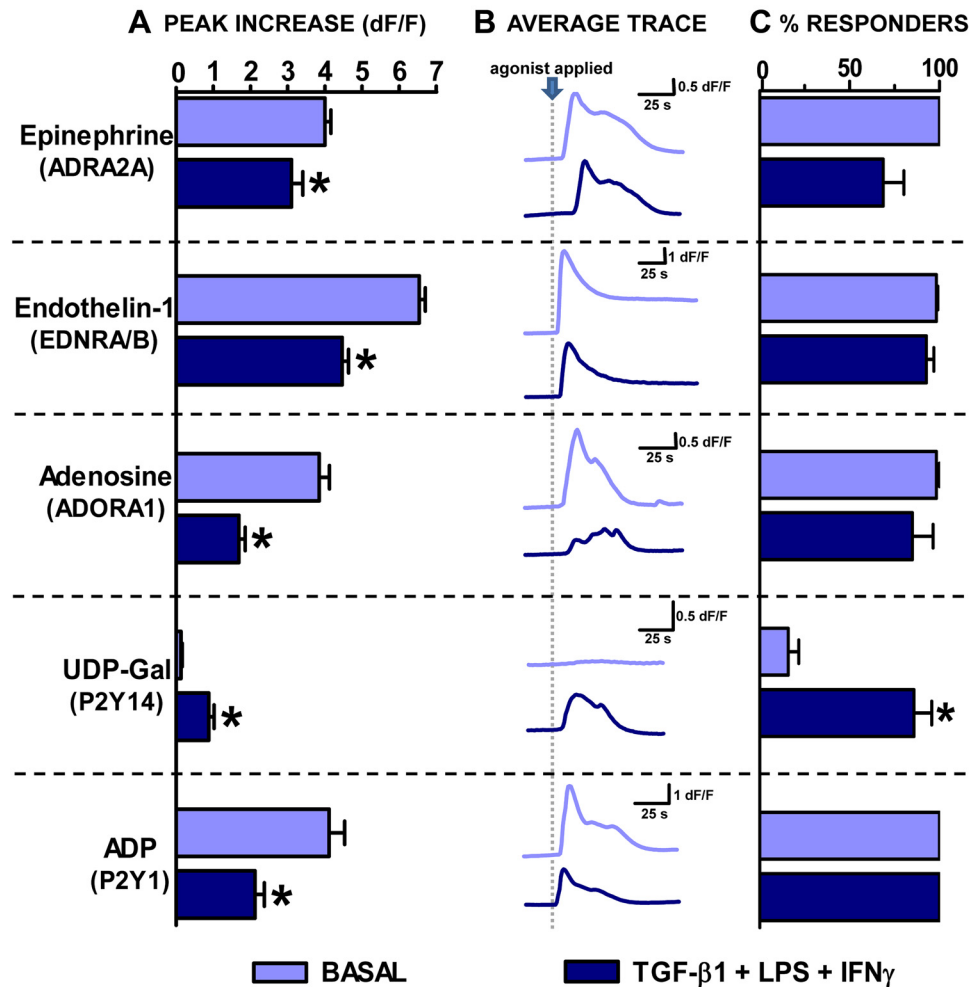 A PEAK INCREASE (dF/F)
B AVERAGE TRACE
C % RESPONDERS
0 1 2 3 4 5 6 7
agonist applied
0 50 100
Epinephrine
(ADRA2A)
*
0.5 dF/F
25 s
Endothelin-1
(EDNRA/B)
*
1 dF/F
25 s
Adenosine
(ADORA1)
*
0.5 dF/F
25 s
UDP-Gal
(P2Y14)
*
0.5 dF/F
25 s
*
ADP
(P2Y1)
*
1 dF/F
25 s
BASAL
TGF-β1 + LPS + IFNγ